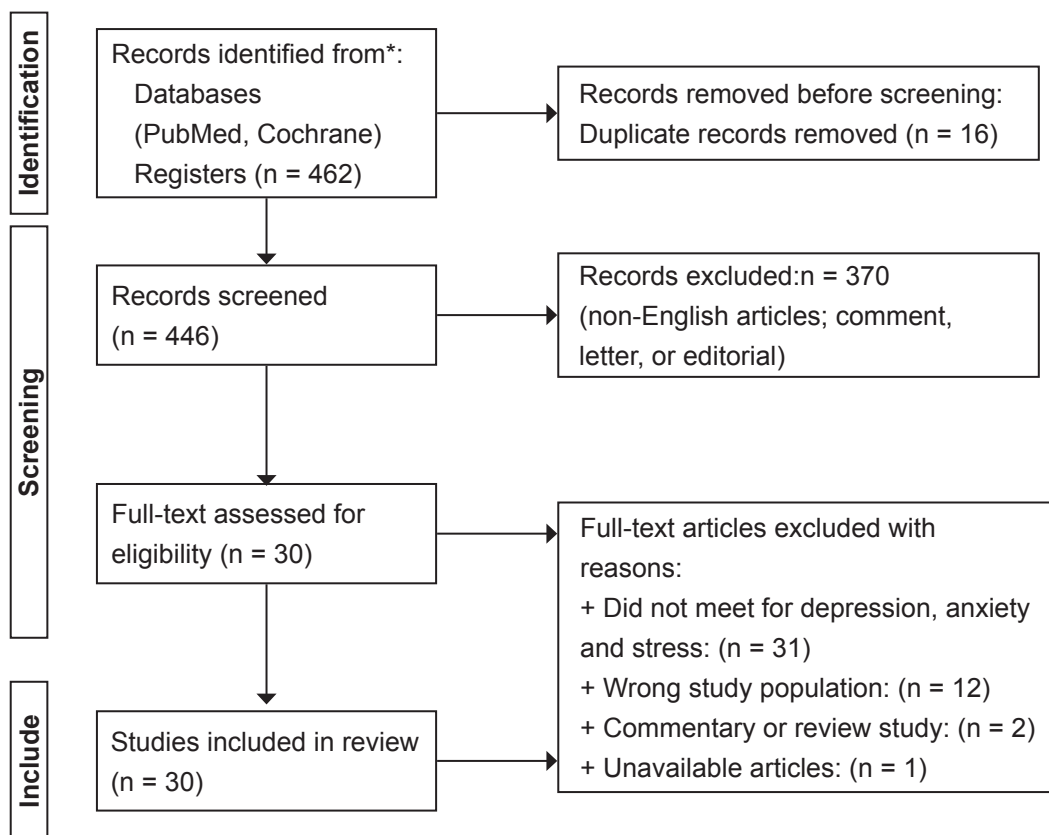 Identification
Records identified from*:
Databases
(PubMed, Cochrane)
Registers (n = 462)
Records removed before screening:
Duplicate records removed (n = 16)
Screening
Records screened
(n = 446)
Records excluded:n = 370
(non-English articles; comment,
letter, or editorial)
Full-text assessed for
eligibility (n = 30)
Full-text articles excluded with
reasons:
+ Did not meet for depression, anxiety
and stress: (n = 31)
+ Wrong study population: (n = 12)
+ Commentary or review study: (n = 2)
+ Unavailable articles: (n = 1)
Include
Studies included in review
(n = 30)